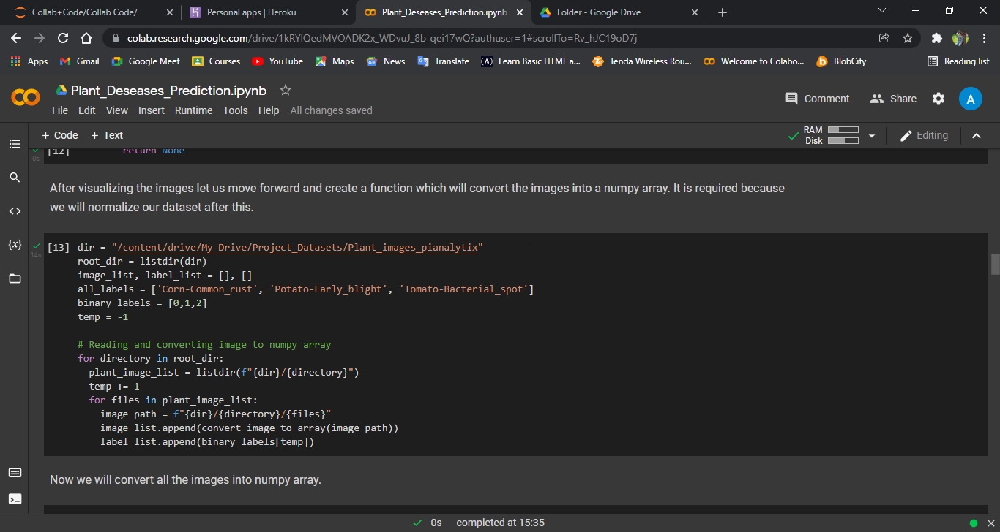 Collab+Code/Collab Code/
Personal apps | Heroku
Plant_Deseases_Prediction.ipynb
Folder - Google Drive
colab.research.google.com/drive/1kRYlQedMVOADK2x_WDvuJ_8b-qei17wQ?authuser=1#scrollTo=Rv_hJC19oD7j
Apps Gmail Google Meet Courses YouTube Maps News Translate Learn Basic HTML a... Tenda Wireless Rou... Welcome to Colabo... BlobCity Reading list
Plant_Deseases_Prediction.ipynb
Comment Share A
File Edit View Insert Runtime Tools Help All changes saved
+ Code + Text
RAM
Disk
Editing
0s
[12] return None
After visualizing the images let us move forward and create a function which will convert the images into a numpy array. It is required because
we will normalize our dataset after this.
14s
[13] dir = "/content/drive/My Drive/Project_Datasets/Plant_images_pianalytix"
root_dir = listdir(dir)
image_list, label_list = [], []
all_labels = ['Corn-Common_rust', 'Potato-Early_blight', 'Tomato-Bacterial_spot']
binary_labels = [0,1,2]
temp = -1
# Reading and converting image to numpy array
for directory in root_dir:
plant_image_list = listdir(f"{dir}/{directory}")
temp += 1
for files in plant_image_list:
image_path = f"{dir}/{directory}/{files}"
image_list.append(convert_image_to_array(image_path))
label_list.append(binary_labels[temp])
Now we will convert all the images into numpy array.
0s completed at 15:35